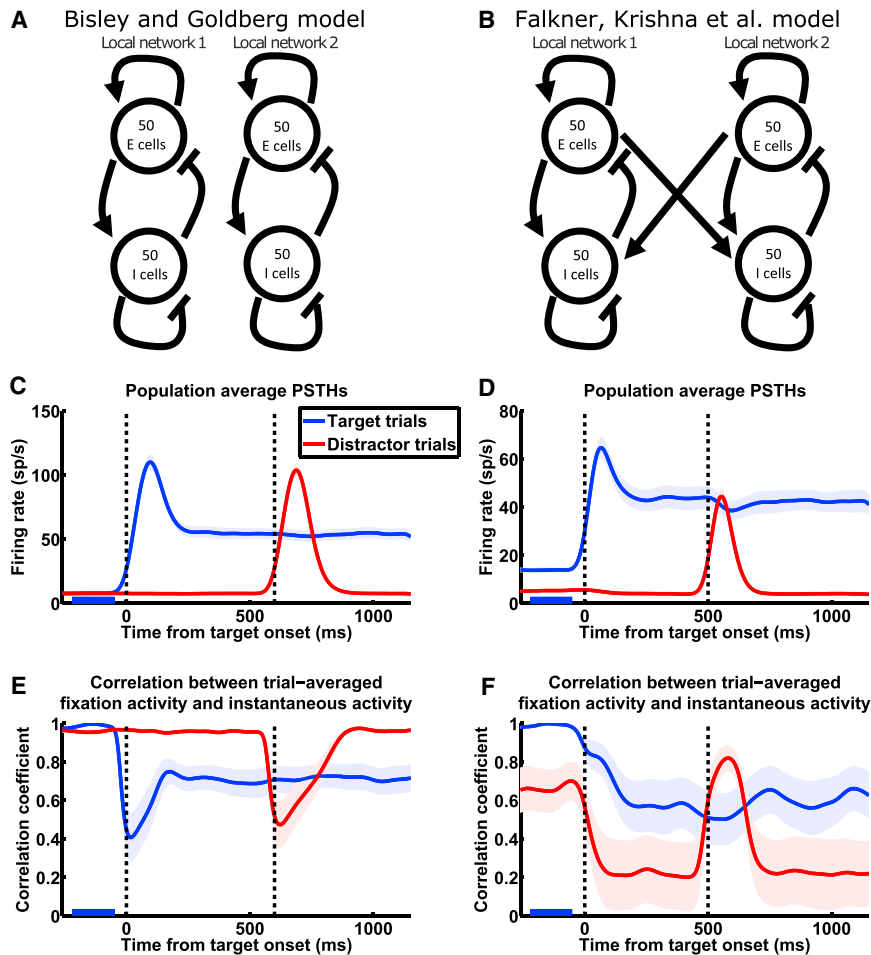 A Bisley and Goldberg model
Local network 1 Local network 2
50 E cells
50 E cells
50 I cells
50 I cells
B Falkner, Krishna et al. model
Local network 1 Local network 2
50 E cells
50 E cells
50 I cells
50 I cells
C Population average PSTHs
Firing rate (sp/s)
150
100
50
0
Target trials
Distractor trials
0 500 1000
Time from target onset (ms)
D Population average PSTHs
Firing rate (sp/s)
80
60
40
20
0
0 500 1000
Time from target onset (ms)
E Correlation between trial−averaged
fixation activity and instantaneous activity
Correlation coefficient
1
0.8
0.6
0.4
0.2
0
0 500 1000
Time from target onset (ms)
F Correlation between trial−averaged
fixation activity and instantaneous activity
Correlation coefficient
1
0.8
0.6
0.4
0.2
0
0 500 1000
Time from target onset (ms)